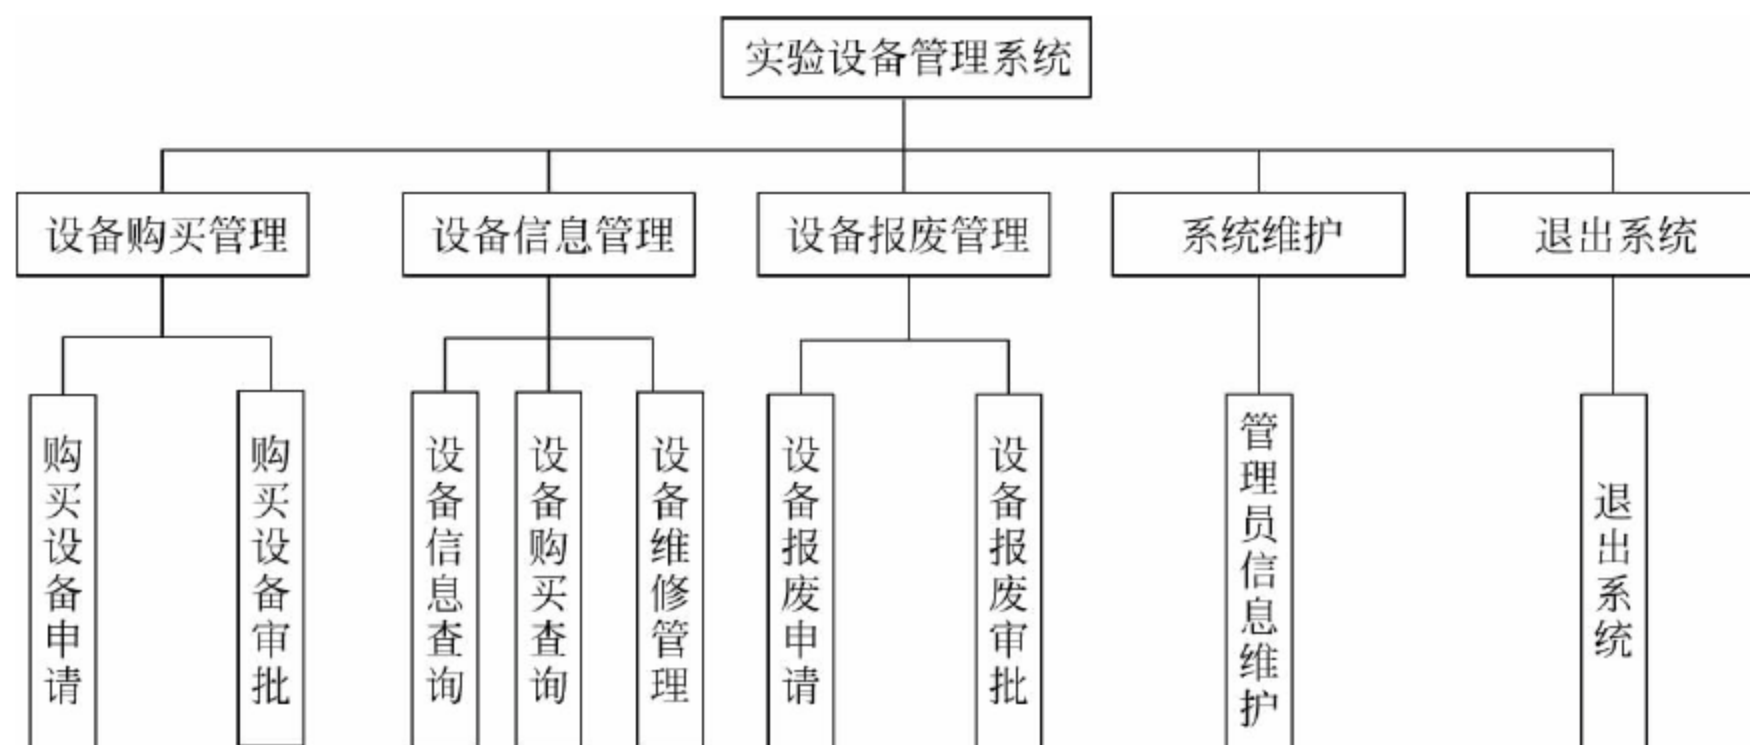 实验设备管理系统
设备购买管理
设备信息管理
设备报废管理
系统维护
退出系统
购买设备申请
购买设备审批
设备信息查询
设备购买查询
设备维修管理
设备报废申请
设备报废审批
管理员信息维护
退出系统